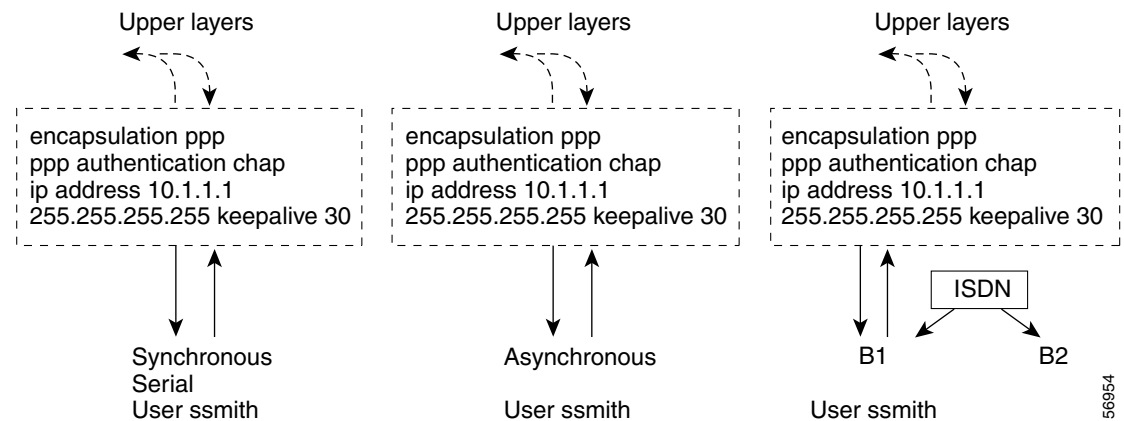 Upper layers
encapsulation ppp
ppp authentication chap
ip address 10.1.1.1
255.255.255.255 keepalive 30
Synchronous
Serial
User ssmith
Upper layers
encapsulation ppp
ppp authentication chap
ip address 10.1.1.1
255.255.255.255 keepalive 30
Asynchronous
User ssmith
Upper layers
encapsulation ppp
ppp authentication chap
ip address 10.1.1.1
255.255.255.255 keepalive 30
ISDN
B1
B2
User ssmith
56954